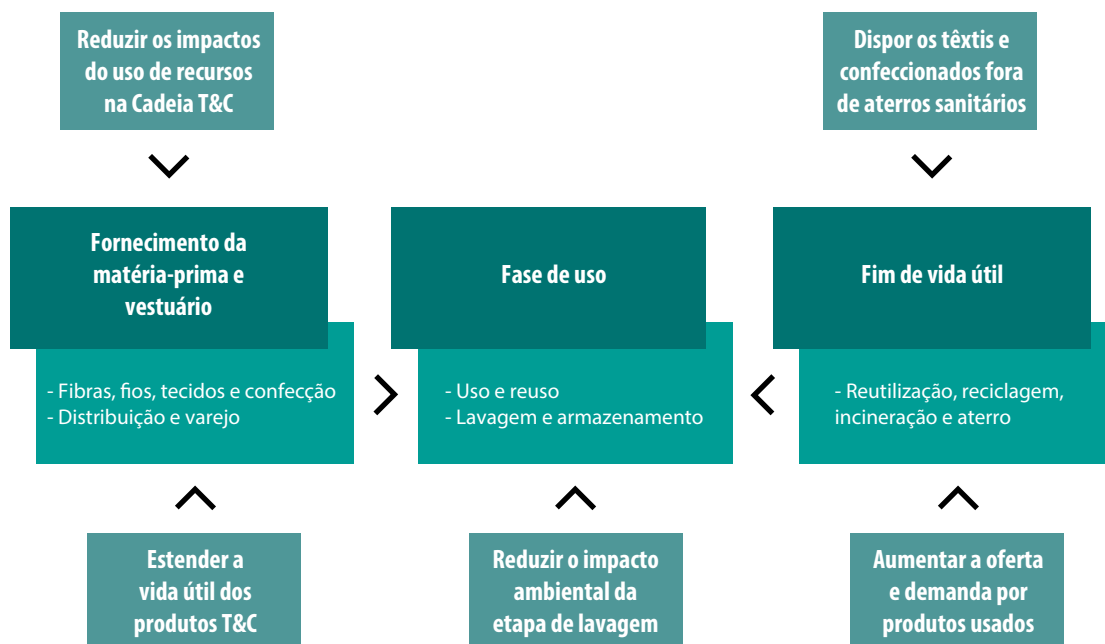 Reduzir os impactos
do uso de recursos
na Cadeia T&C
Dispor os têxtis e
confeccionados fora
de aterros sanitários
Fornecimento da
matéria-prima e
vestuário
Fase de uso
Fim de vida útil
- Fibras, fios, tecidos e confecção
- Distribuição e varejo
- Uso e reuso
- Lavagem e armazenamento
- Reutilização, reciclagem,
incineração e aterro
Estender a
vida útil dos
produtos T&C
Reduzir o impacto
ambiental da
etapa de lavagem
Aumentar a oferta
e demanda por
produtos usados